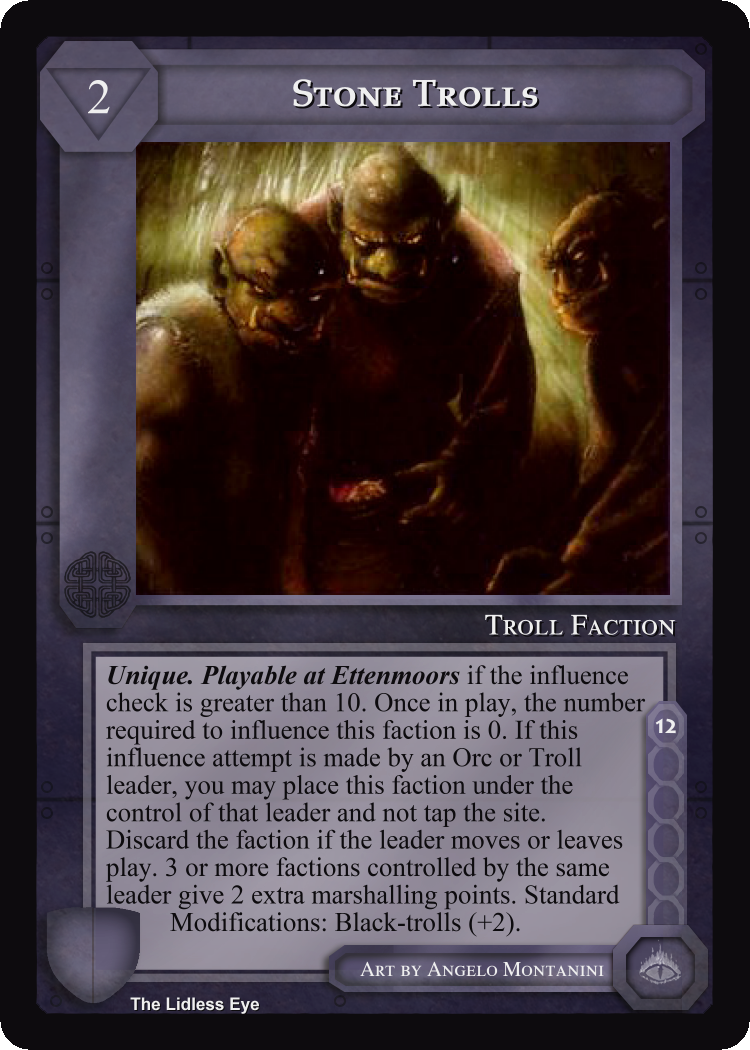 2
Stone Trolls
Troll Faction
Unique. Playable at Ettenmoors if the influence
check is greater than 10. Once in play, the number
required to influence this faction is 0. If this
influence attempt is made by an Orc or Troll
leader, you may place this faction under the
control of that leader and not tap the site.
Discard the faction if the leader moves or leaves
play. 3 or more factions controlled by the same
leader give 2 extra marshalling points. Standard
Modifications: Black-trolls (+2).
12
Art by Angelo Montanini
The Lidless Eye